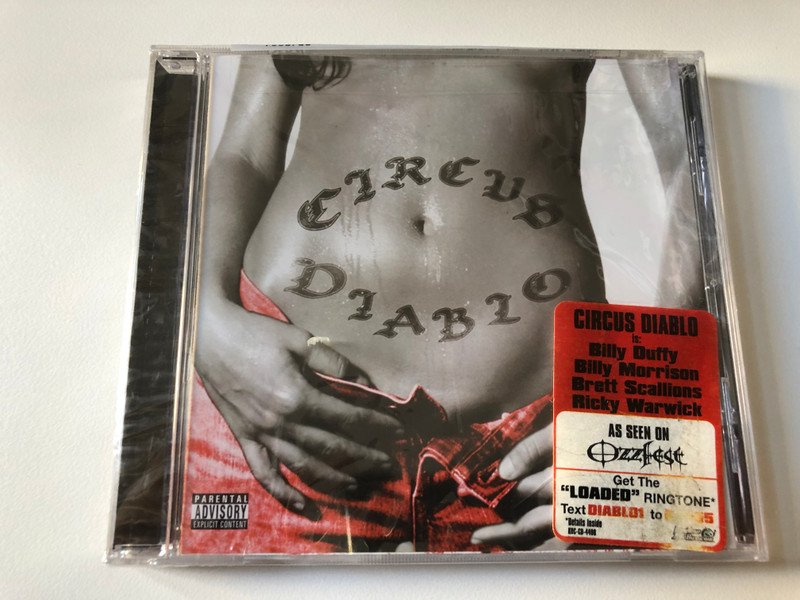 CIRCUS
DIABLO
CIRCUS DIABLO
is:
Billy Duffy
Billy Morrison
Brett Scallions
Ricky Warwick
AS SEEN ON
Ozzfest
Get The
"LOADED" RINGTONE*
Text DIABLO1 to
*Details Inside
PARENTAL
ADVISORY
EXPLICIT CONTENT